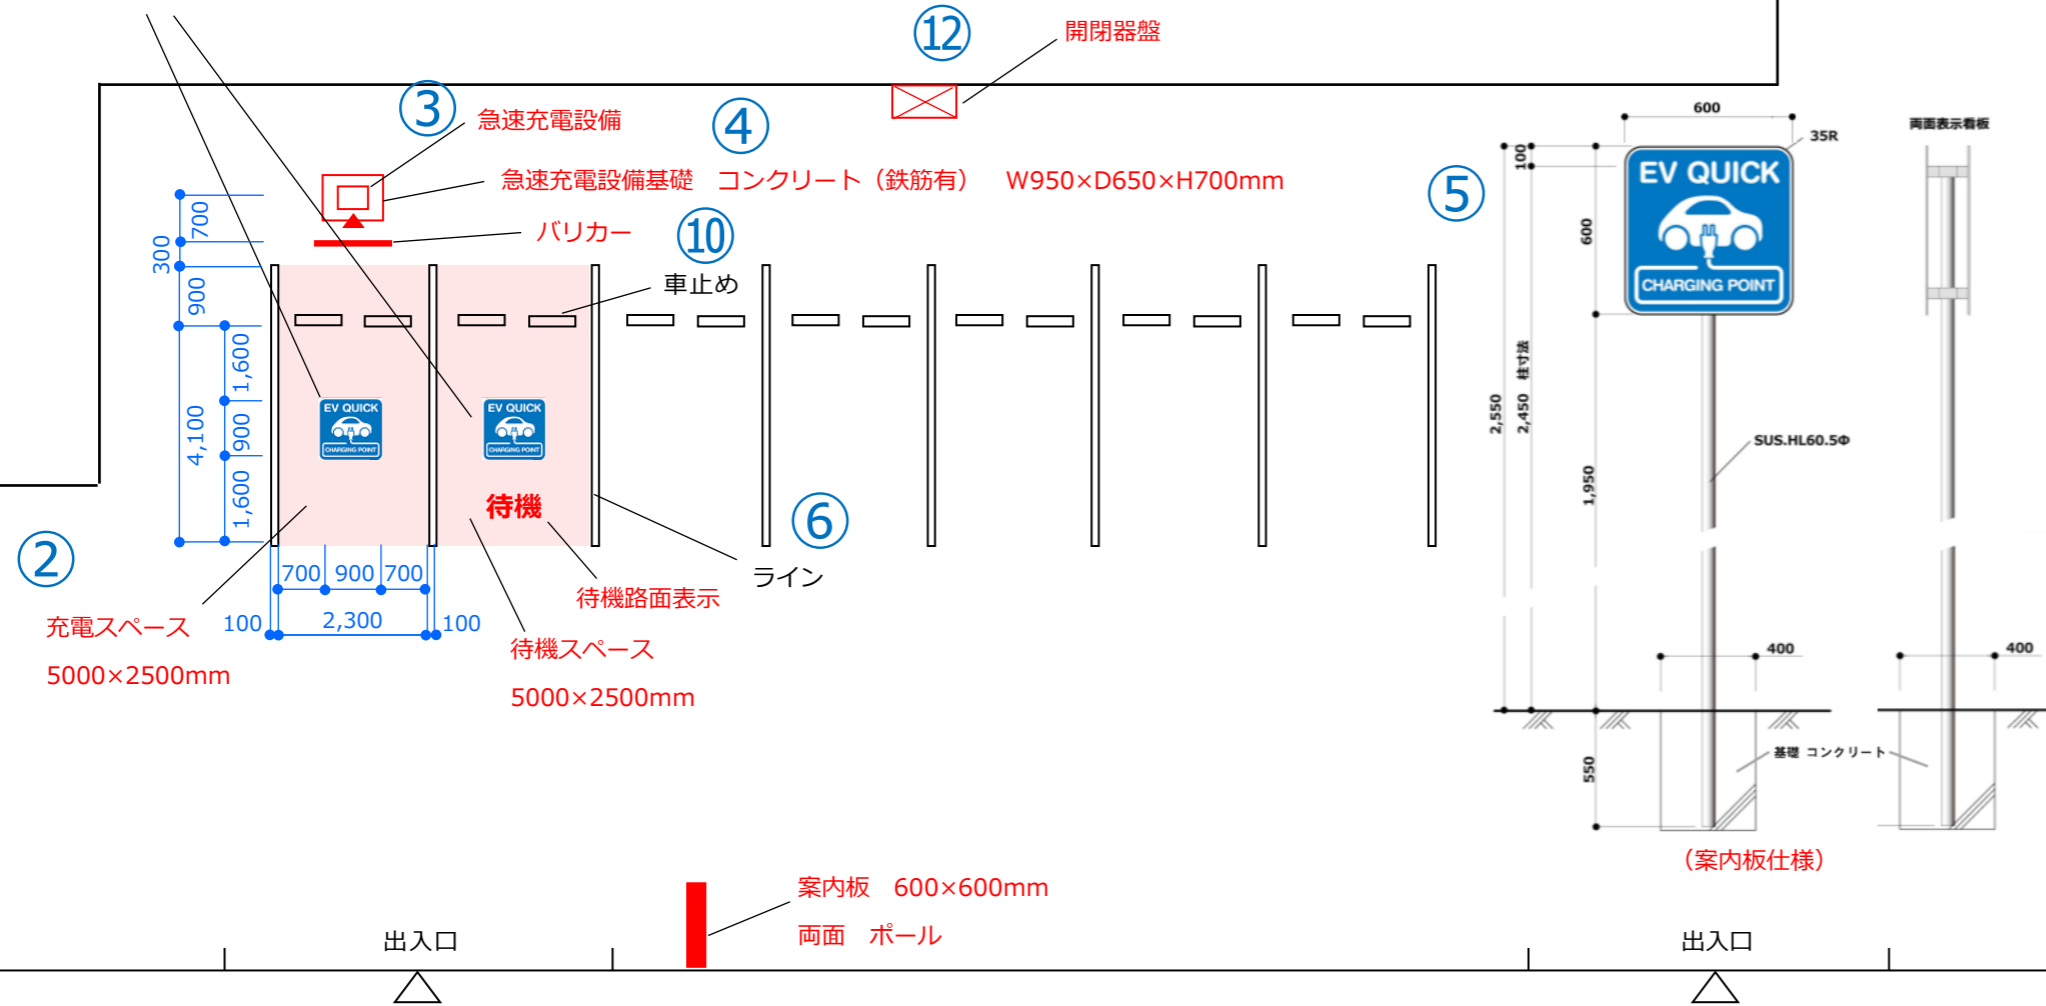 ⑫
開閉器盤
③
急速充電設備
④
急速充電設備基礎　コンクリート（鉄筋有）　W950×D650×H700mm
バリカー
⑩
車止め
700
300
900
4,100
1,600
900
1,600
EV QUICK
CHARGING POINT
EV QUICK
CHARGING POINT
待機
②
充電スペース
5000×2500mm
700
900
700
100
2,300
100
待機路面表示
待機スペース
5000×2500mm
⑥
ライン
⑤
600
35R
両面表示看板
100
EV QUICK
CHARGING POINT
600
2,550
2,450 柱寸法
SUS.HL60.5Φ
1,950
400
400
基礎 コンクリート
550
（案内板仕様）
案内板　600×600mm
両面　ポール
出入口
出入口